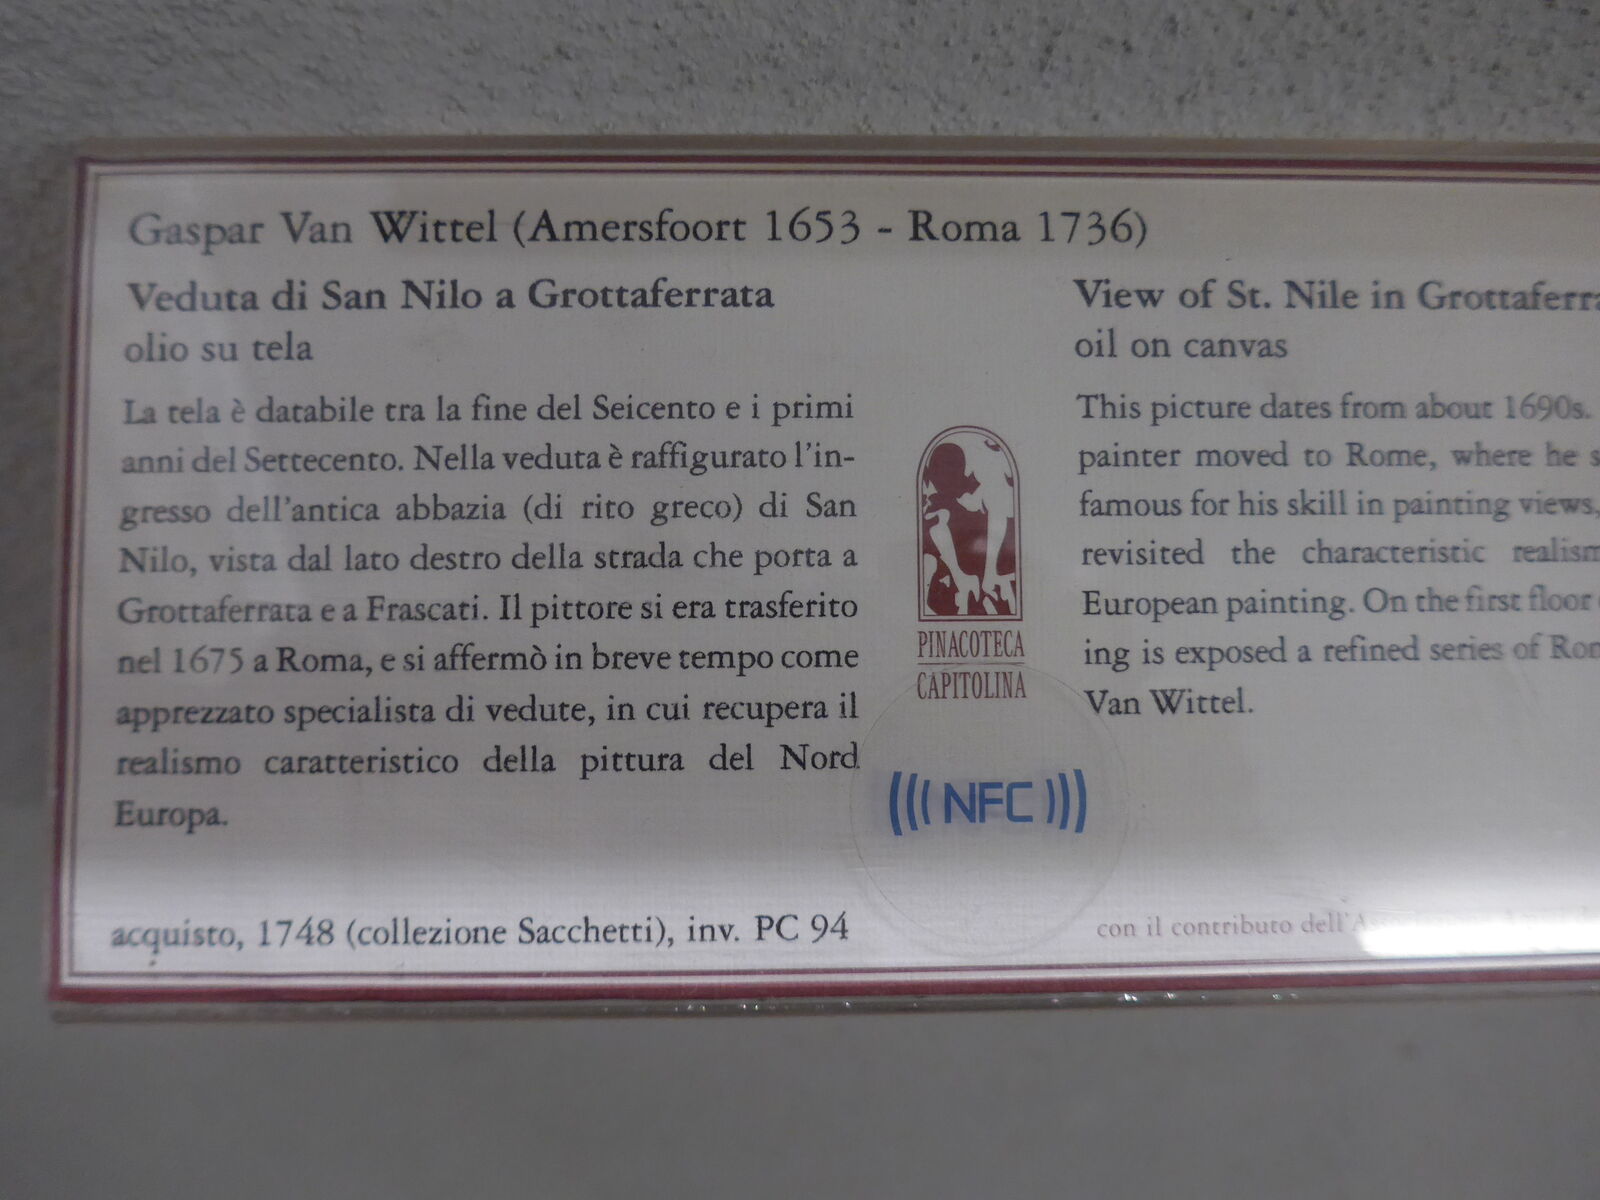 Gaspar Van Wittel (Amersfoort 1653 - Roma 1736)
Veduta di San Nilo a Grottaferrata
olio su tela
La tela è databile tra la fine del Seicento e i primi
anni del Settecento. Nella veduta è raffigurato l'in-
gresso dell'antica abbazia (di rito greco) di San
Nilo, vista dal lato destro della strada che porta a
Grottaferrata e a Frascati. Il pittore si era trasferito
nel 1675 a Roma, e si affermò in breve tempo come
apprezzato specialista di vedute, in cui recupera il
realismo caratteristico della pittura del Nord
Europa.
acquisto, 1748 (collezione Sacchetti), inv. PC 94
PINACOTECA
CAPITOLINA
((( NFC )))
View of St. Nile in
oil on canvas
This picture dates from about 1690s.
painter moved to Rome, where he
famous for his skill in painting views,
revisited the characteristic
European painting. On the first floor
ing is exposed a refined series of
Van Wittel.
con il contributo